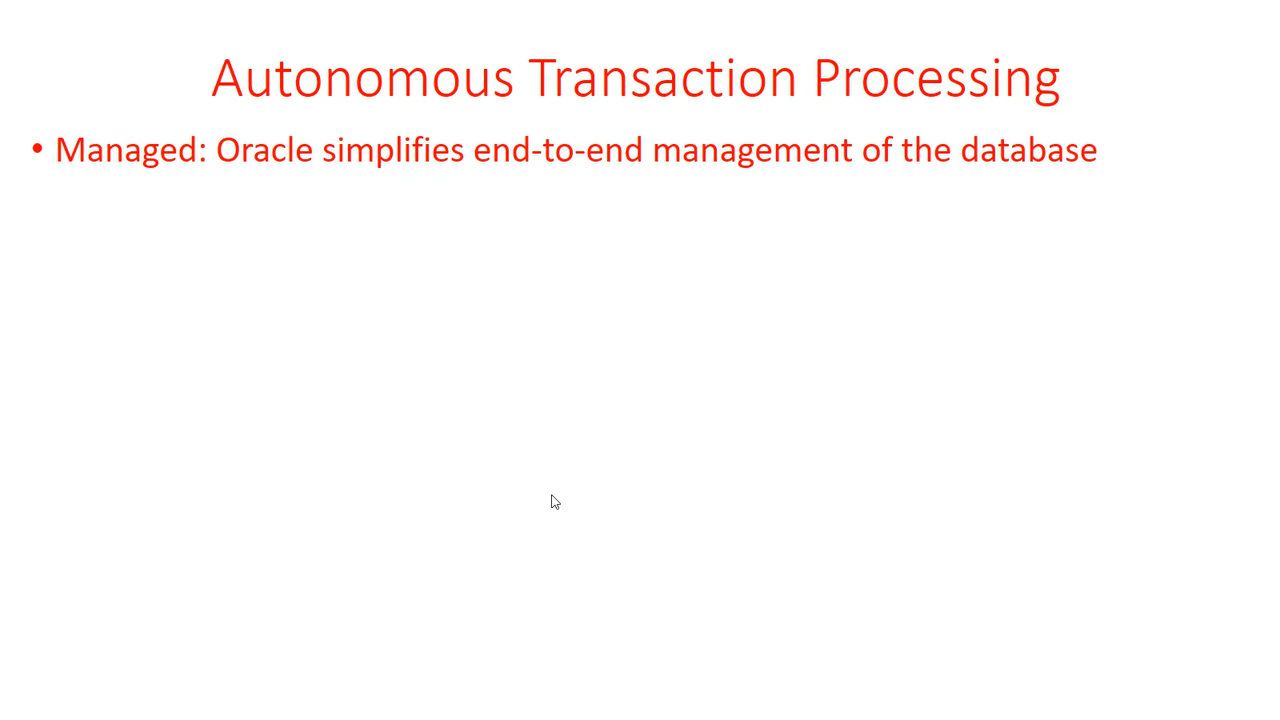 Autonomous Transaction Processing
• Managed: Oracle simplifies end-to-end management of the database